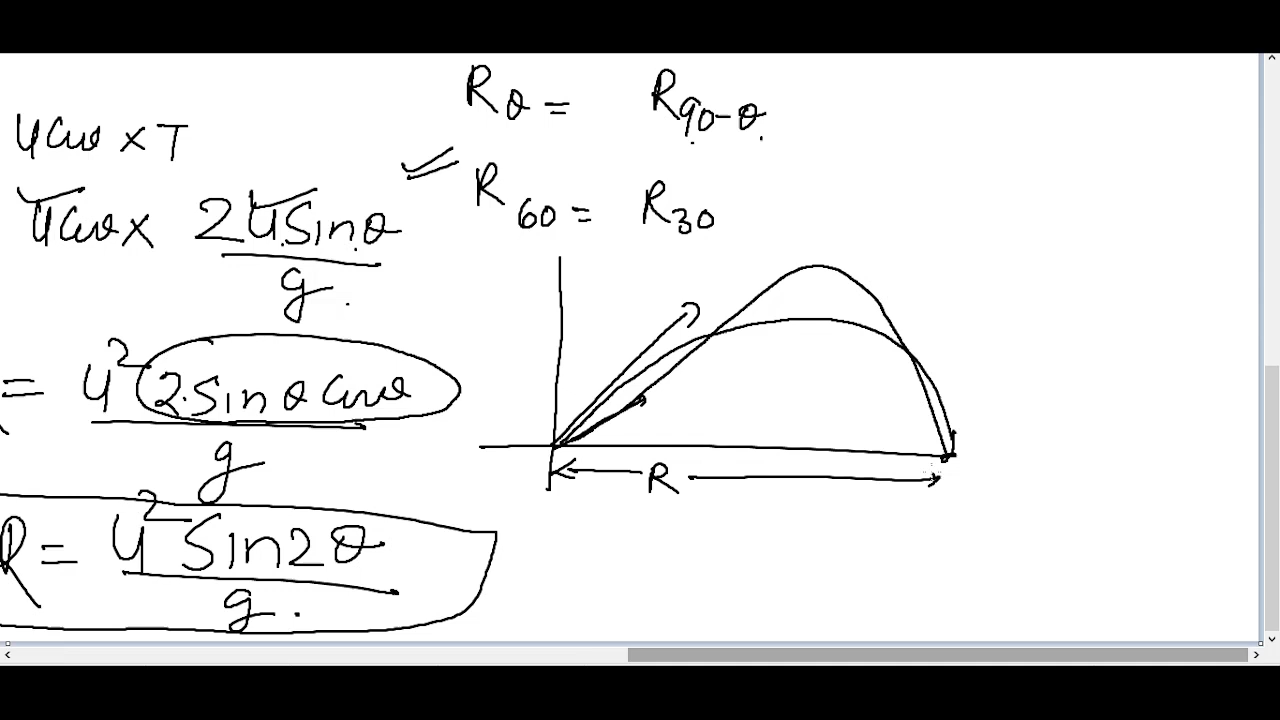 Rθ = R90-θ
ucosθ × T
R60 = R30
ucosθ × 2usinθ
g
= u² 2 sinθ cosθ
g
R
R = u² Sin2θ
g